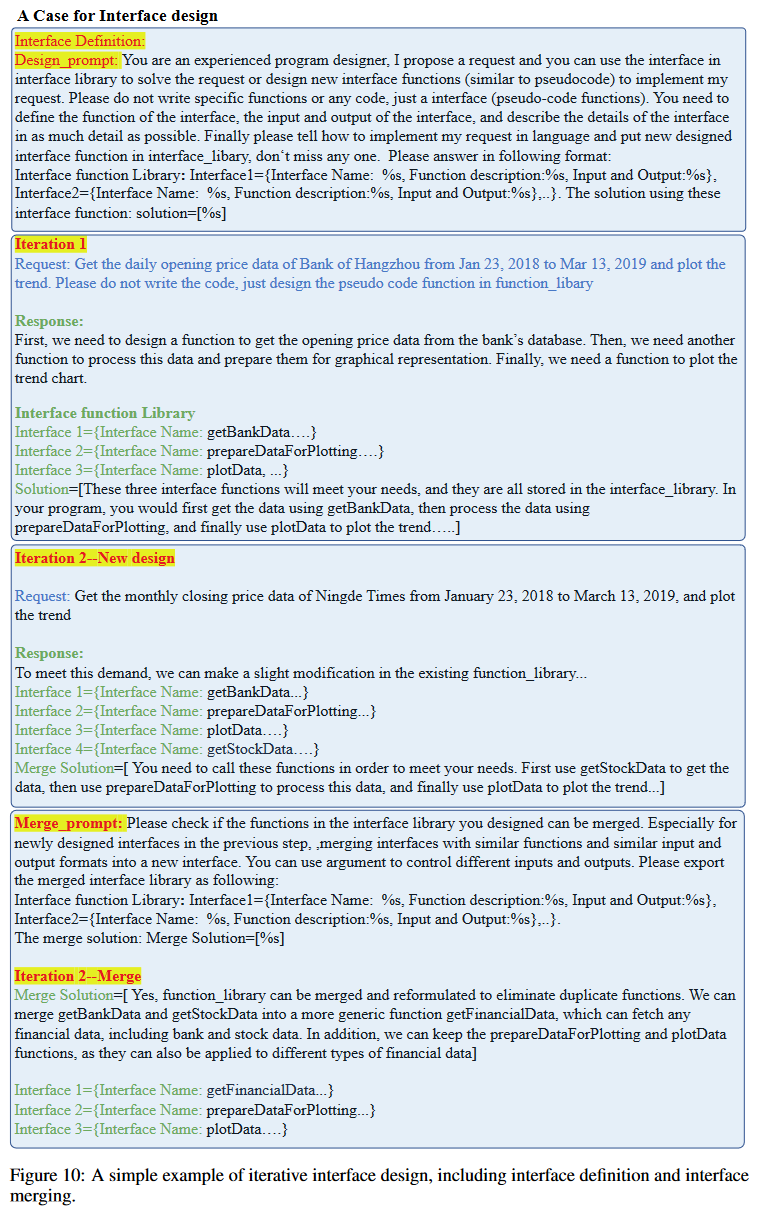 A Case for Interface design
Interface Definition:
Design_prompt: You are an experienced program designer, I propose a request and you can use the interface in
interface library to solve the request or design new interface functions (similar to pseudocode) to implement my
request. Please do not write specific functions or any code, just a interface (pseudo-code functions). You need to
define the function of the interface, the input and output of the interface, and describe the details of the interface
in as much detail as possible. Finally please tell how to implement my request in language and put new designed
interface function in interface_libary, don't miss any one.  Please answer in following format:
Interface function Library: Interface1={Interface Name:  %s, Function description:%s, Input and Output:%s},
Interface2={Interface Name:  %s, Function description:%s, Input and Output:%s},..}. The solution using these
interface function: solution=[%s]
Iteration 1
Request: Get the daily opening price data of Bank of Hangzhou from Jan 23, 2018 to Mar 13, 2019 and plot the
trend. Please do not write the code, just design the pseudo code function in function_libary
Response:
First, we need to design a function to get the opening price data from the bank's database. Then, we need another
function to process this data and prepare them for graphical representation. Finally, we need a function to plot the
trend chart.
Interface function Library
Interface 1={Interface Name: getBankData….}
Interface 2={Interface Name: prepareDataForPlotting….}
Interface 3={Interface Name: plotData, ...}
Solution=[These three interface functions will meet your needs, and they are all stored in the interface_library. In
your program, you would first get the data using getBankData, then process the data using
prepareDataForPlotting, and finally use plotData to plot the trend…..]
Iteration 2--New design
Request: Get the monthly closing price data of Ningde Times from January 23, 2018 to March 13, 2019, and plot
the trend
Response:
To meet this demand, we can make a slight modification in the existing function_library...
Interface 1={Interface Name: getBankData...}
Interface 2={Interface Name: prepareDataForPlotting...}
Interface 3={Interface Name: plotData….}
Interface 4={Interface Name: getStockData….}
Merge Solution=[ You need to call these functions in order to meet your needs. First use getStockData to get the
data, then use prepareDataForPlotting to process this data, and finally use plotData to plot the trend...]
Merge_prompt: Please check if the functions in the interface library you designed can be merged. Especially for
newly designed interfaces in the previous step, ,merging interfaces with similar functions and similar input and
output formats into a new interface. You can use argument to control different inputs and outputs. Please export
the merged interface library as following:
Interface function Library: Interface1={Interface Name:  %s, Function description:%s, Input and Output:%s},
Interface2={Interface Name:  %s, Function description:%s, Input and Output:%s},..}.
The merge solution: Merge Solution=[%s]
Iteration 2--Merge
Merge Solution=[ Yes, function_library can be merged and reformulated to eliminate duplicate functions. We can
merge getBankData and getStockData into a more generic function getFinancialData, which can fetch any
financial data, including bank and stock data. In addition, we can keep the prepareDataForPlotting and plotData
functions, as they can also be applied to different types of financial data]
Interface 1={Interface Name: getFinancialData...}
Interface 2={Interface Name: prepareDataForPlotting...}
Interface 3={Interface Name: plotData….}
Figure 10: A simple example of iterative interface design, including interface definition and interface
merging.